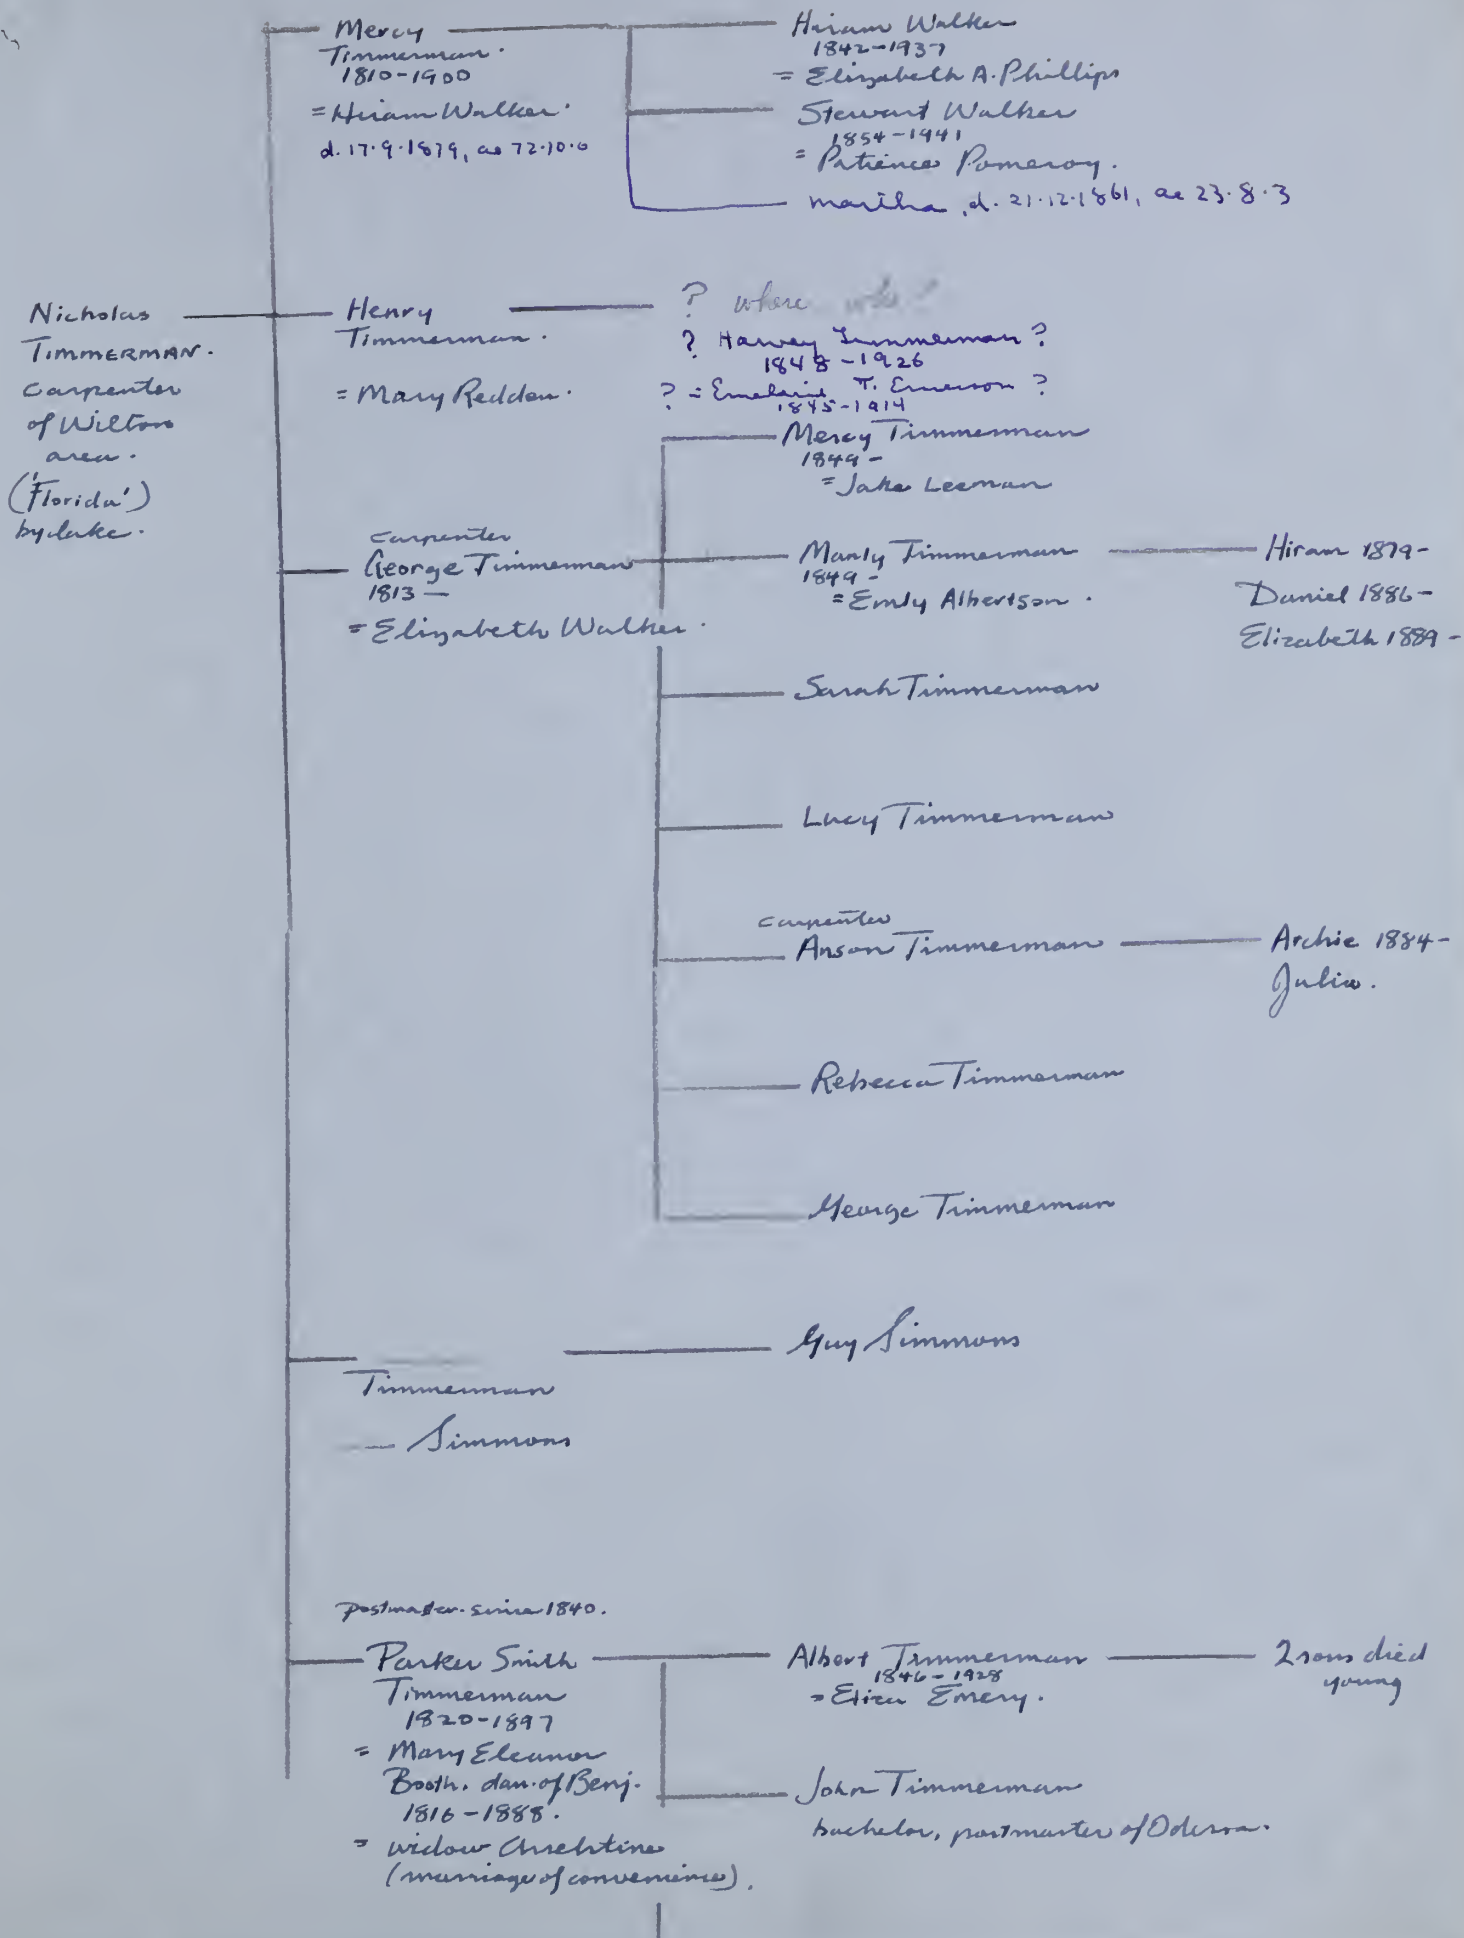 Mercy
Timmerman.
1810-1900
= Hiram Walker.
d. 17.9.1879, ae 72.10.0
Hiram Walker
1842-1937
= Elizabeth A. Phillips
Stewart Walker
1854-1941
= Patience Pomeroy.
Martha, d. 21.12.1861, ae 23.8.3
Nicholas
TIMMERMAN.
Carpenter
of Wilton
area.
('Florida')
by lake.
Henry
Timmerman.
= Mary Redden.
? where who?
? Harvey Timmerman ?
1848-1926
? = T. Emerson ?
1845-1914
carpenter
George Timmerman
1813 —
= Elizabeth Walker.
Mercy Timmerman
1849 -
= Jake Leeman
Manly Timmerman
1849 -
= Emily Albertson.
Hiram 1879-
Daniel 1886-
Elizabeth 1889-
Sarah Timmerman
Lucy Timmerman
carpenter
Anson Timmerman
Archie 1884-
Julia.
Rebecca Timmerman
George Timmerman
Timmerman
— Simmons
Guy Simmons
postmaster since 1840.
Parker Smith
Timmerman
1820-1897
= Mary Eleanor
Booth, dau. of Benj.
1816-1888.
= widow
(marriage of convenience).
Albert Timmerman
1846-1928
= Eliza Emery.
2 sons died
young
John Timmerman
bachelor, postmaster of Odessa.